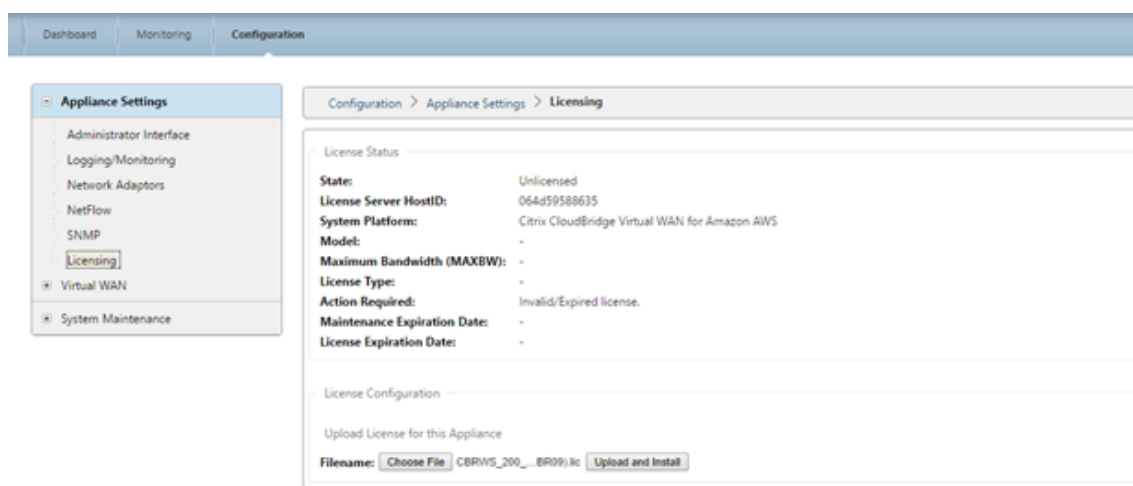 Dashboard Monitoring Configuration
Appliance Settings
Administrator Interface
Logging/Monitoring
Network Adaptors
NetFlow
SNMP
Licensing
Virtual WAN
System Maintenance
Configuration > Appliance Settings > Licensing
License Status
State: Unlicensed
License Server HostID: 064d59588635
System Platform: Citrix CloudBridge Virtual WAN for Amazon AWS
Model: -
Maximum Bandwidth (MAXBW): -
License Type: -
Action Required: Invalid/Expired license.
Maintenance Expiration Date: -
License Expiration Date: -
License Configuration
Upload License for this Appliance
Filename: Choose File CBRWS_200_...BR09).lic Upload and Install